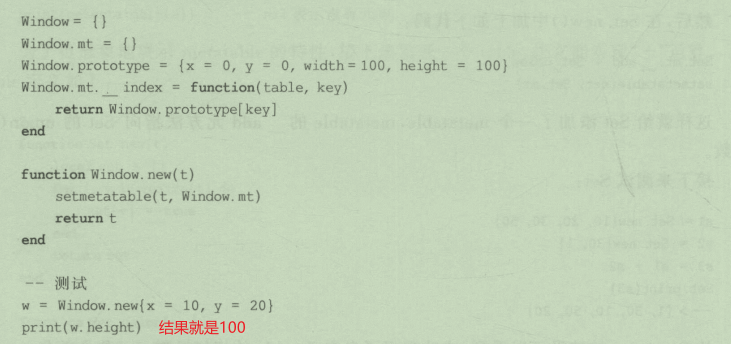 Window = {}
Window.mt = {}
Window.prototype = {x = 0, y = 0, width = 100, height = 100}
Window.mt.__ index = function(table, key)
return Window.prototype[key]
end
function Window.new(t)
setmetatable(t, Window.mt)
return t
end
-- 测试
w = Window.new{x = 10, y = 20}
print(w.height) 结果就是100